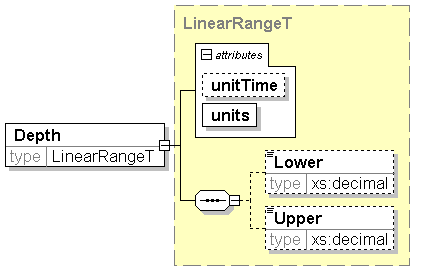 LinearRangeT
attributes
unitTime
units
Depth
type LinearRangeT
Lower
type xs:decimal
Upper
type xs:decimal